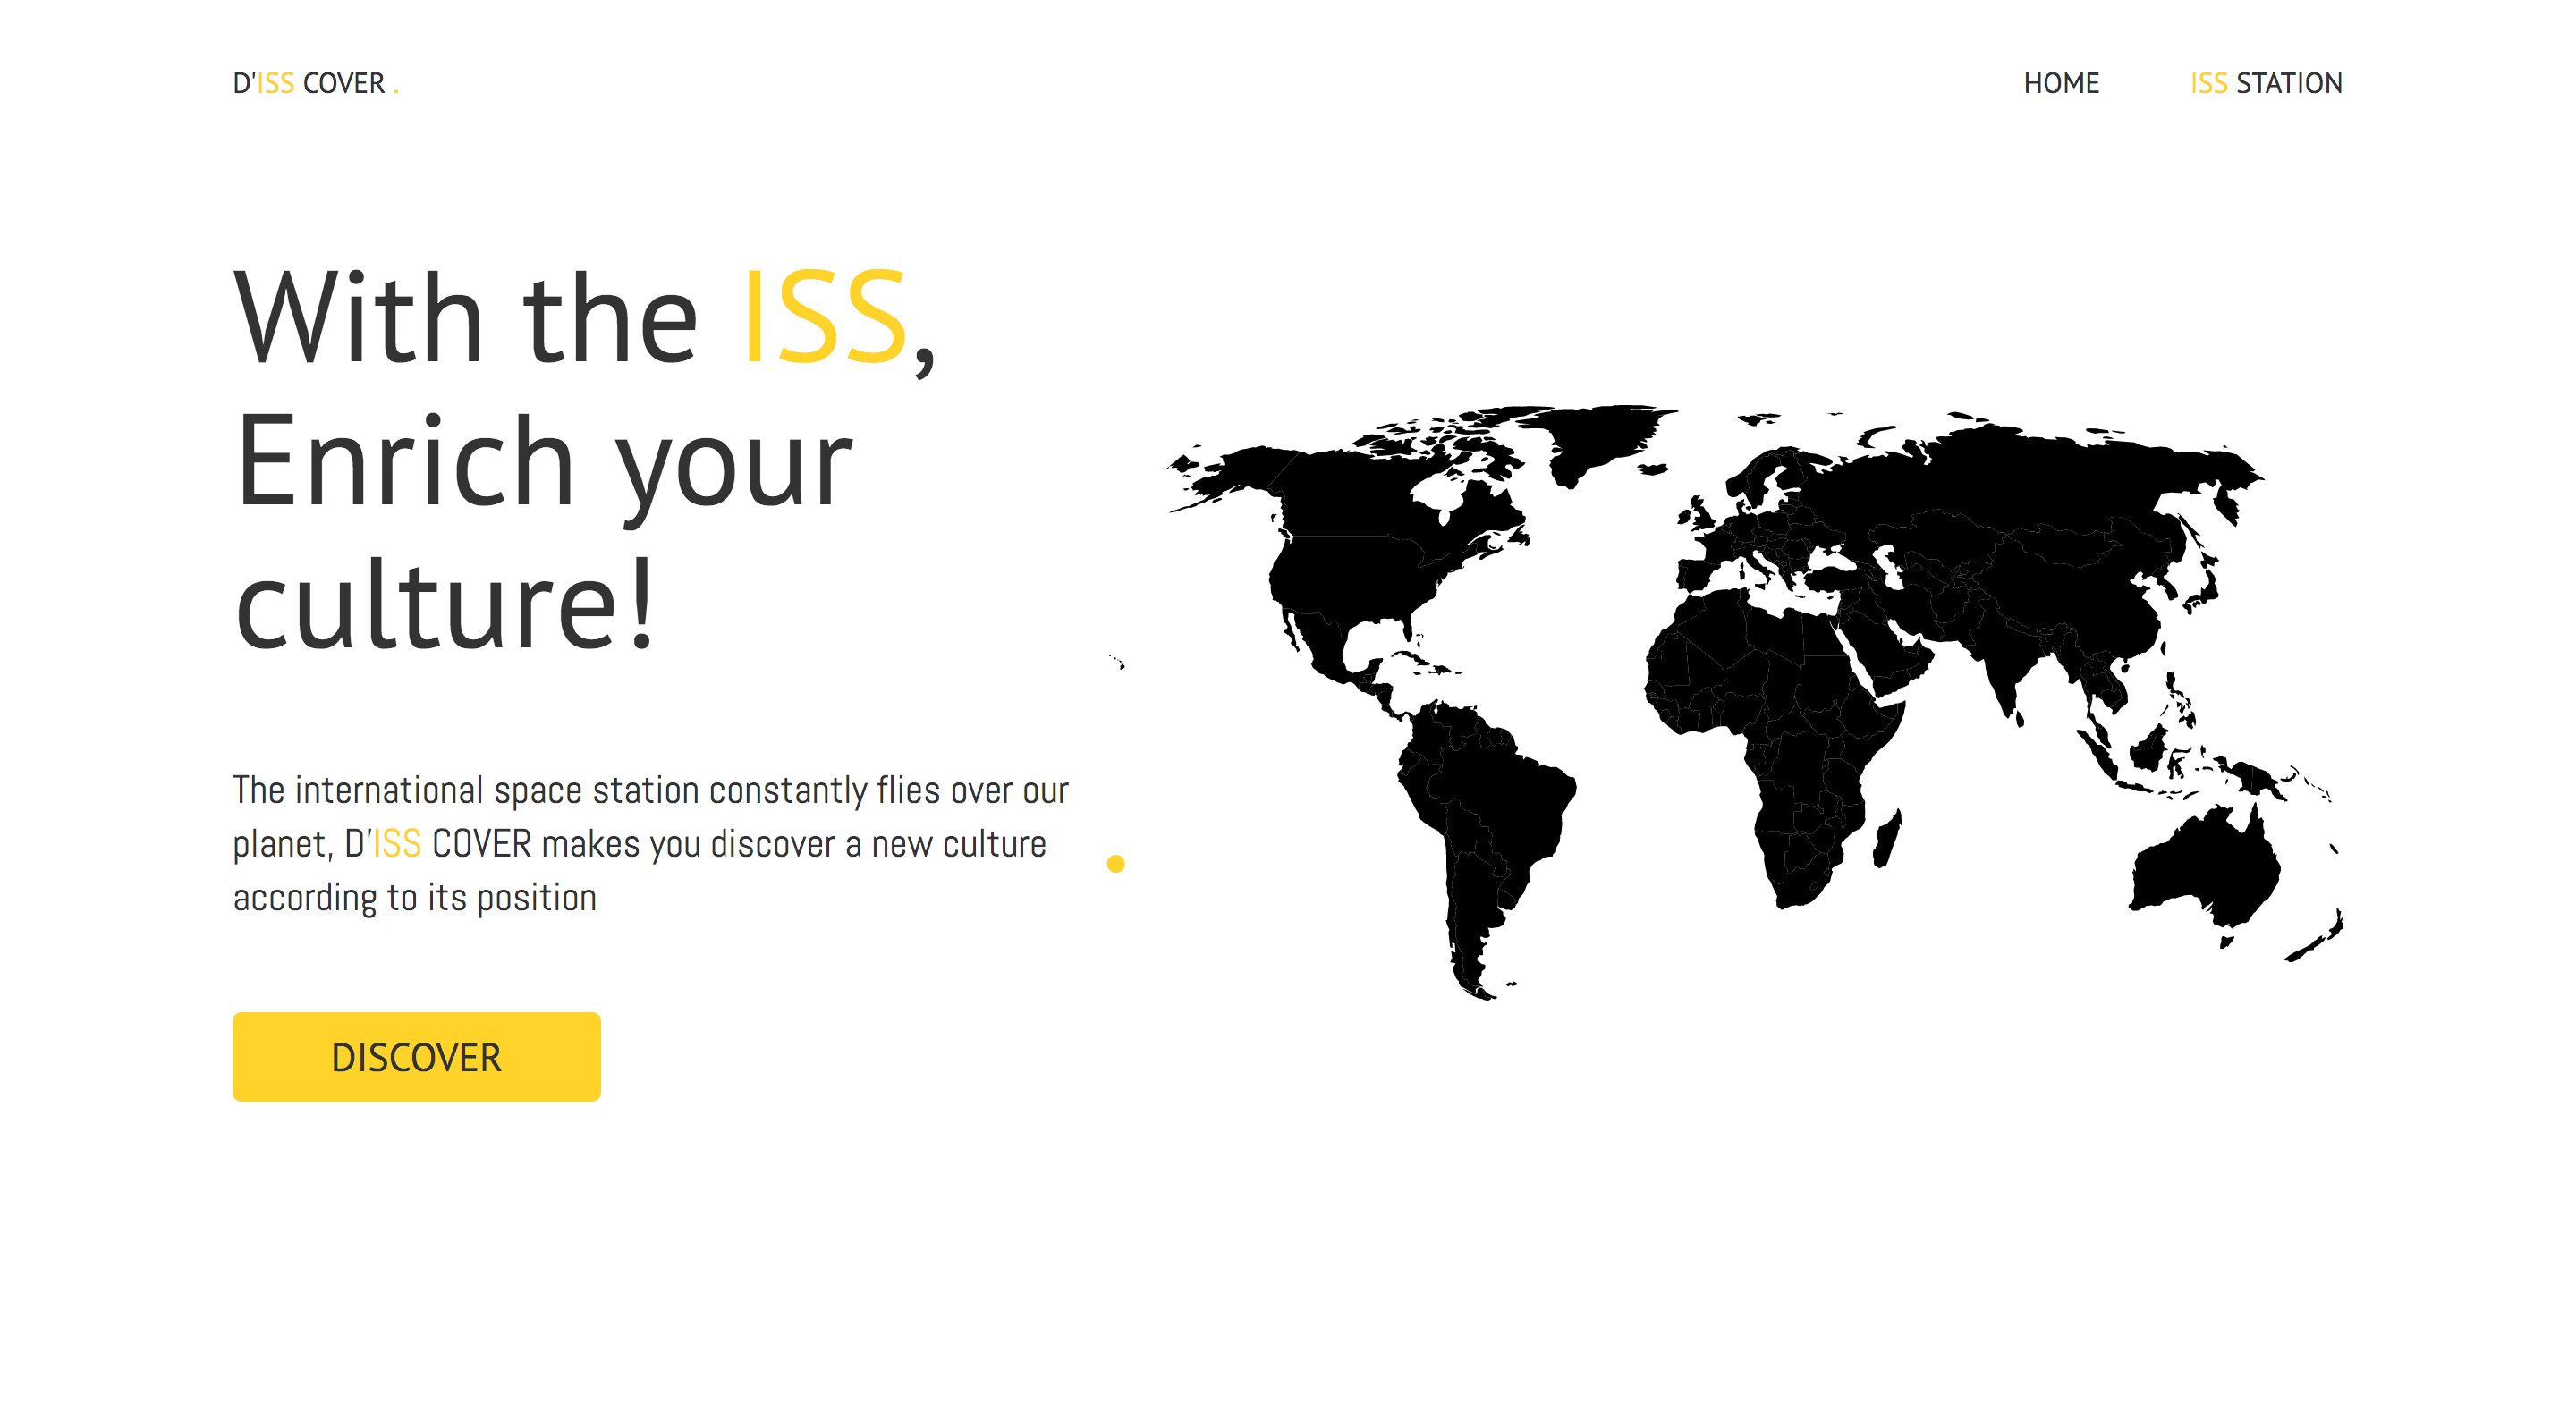 D'ISS COVER .
HOME
ISS STATION
With the ISS,
Enrich your
culture!
The international space station constantly flies over our
planet, D'ISS COVER makes you discover a new culture
according to its position
DISCOVER